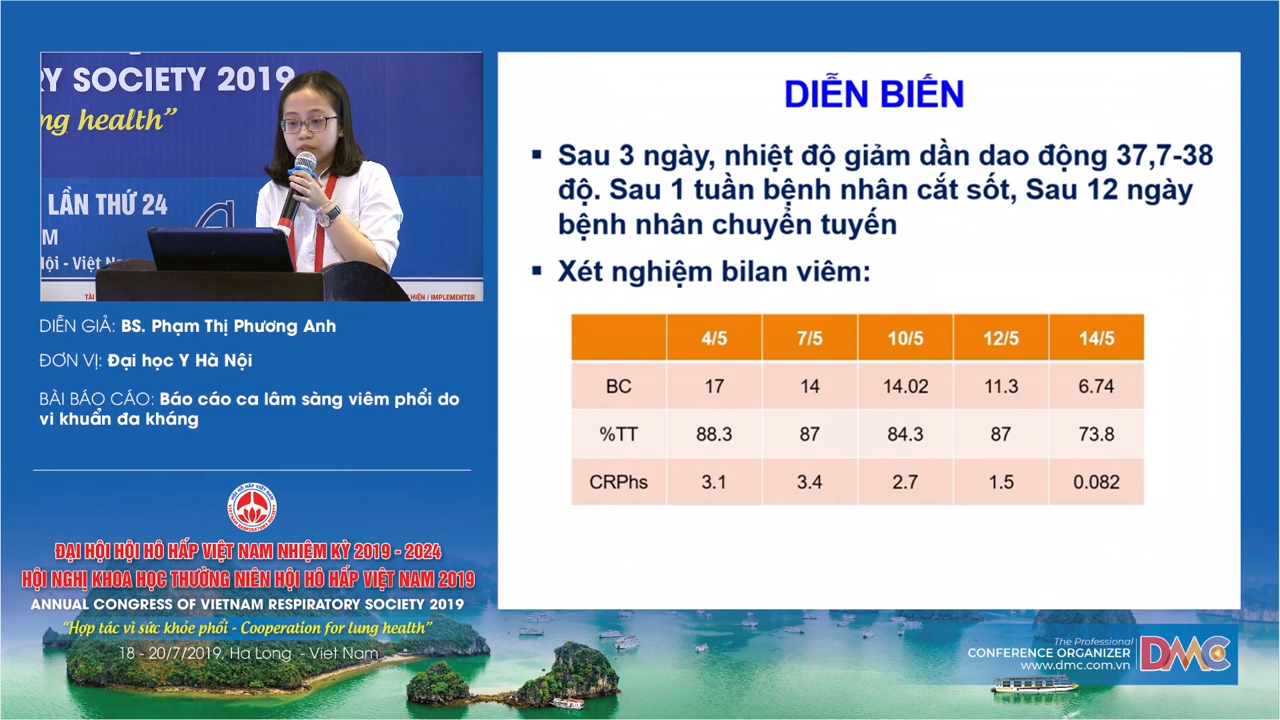 RY SOCIETY 2019
ng health”
LẦN THỨ 24
DIỄN GIẢ: BS. Phạm Thị Phương Anh
ĐƠN VỊ: Đại học Y Hà Nội
BÀI BÁO CÁO: Báo cáo ca lâm sàng viêm phổi do
vi khuẩn đa kháng
HỘI HÔ HẤP VIỆT NAM
VIETNAM RESPIRATORY SOCIETY
ĐẠI HỘI HỘI HÔ HẤP VIỆT NAM NHIỆM KỲ 2019 - 2024
HỘI NGHỊ KHOA HỌC THƯỜNG NIÊN HỘI HÔ HẤP VIỆT NAM 2019
ANNUAL CONGRESS OF VIETNAM RESPIRATORY SOCIETY 2019
“Hợp tác vì sức khỏe phổi - Cooperation for lung health”
18 - 20/7/2019, Ha Long - Viet Nam
DIỄN BIẾN
▪ Sau 3 ngày, nhiệt độ giảm dần dao động 37,7-38
độ. Sau 1 tuần bệnh nhân cắt sốt, Sau 12 ngày
bệnh nhân chuyển tuyến
▪ Xét nghiệm bilan viêm:
4/5 7/5 10/5 12/5 14/5
BC 17 14 14.02 11.3 6.74
%TT 88.3 87 84.3 87 73.8
CRPhs 3.1 3.4 2.7 1.5 0.082
The Professional
CONFERENCE ORGANIZER
www.dmc.com.vn
DMC